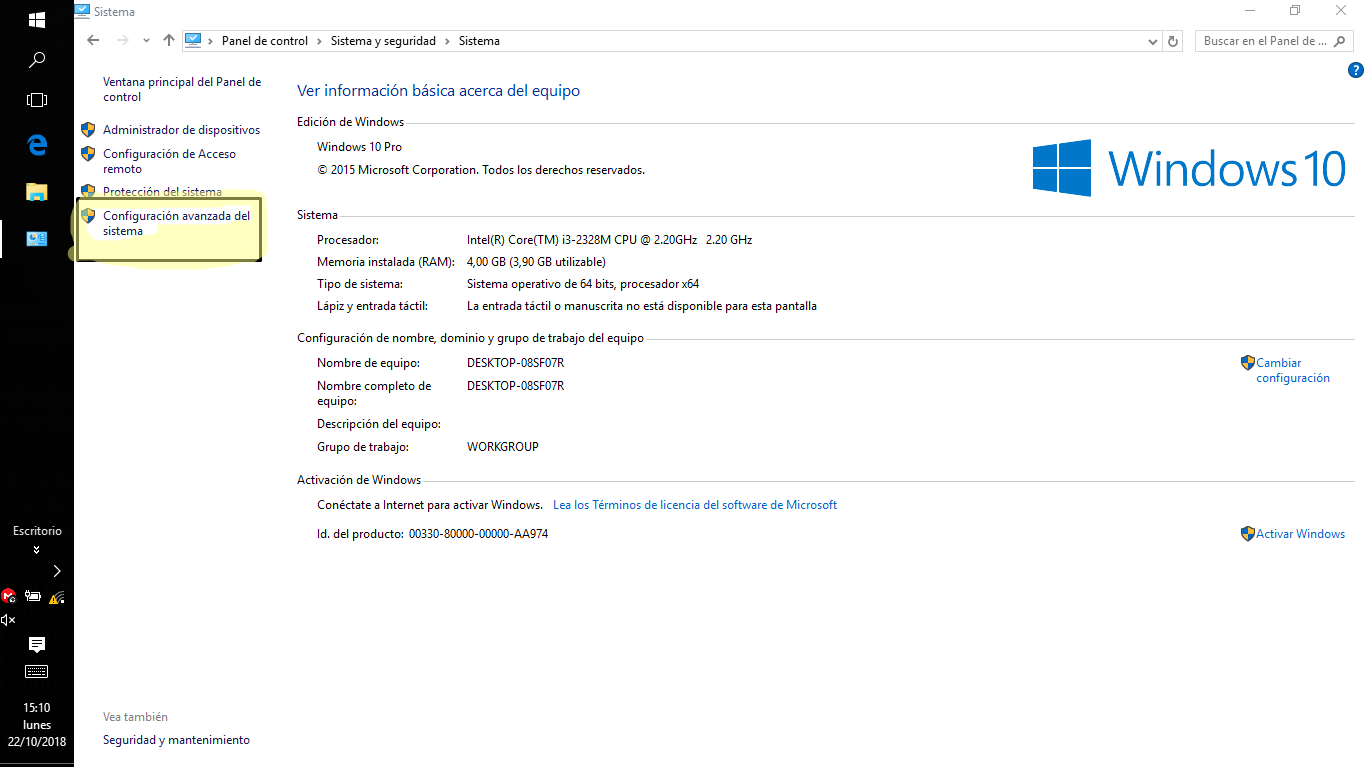 Sistema
Panel de control
Sistema y seguridad
Sistema
Buscar en el Panel de ...
Ventana principal del Panel de
control
Administrador de dispositivos
Configuración de Acceso
remoto
Protección del sistema
Configuración avanzada del
sistema
Ver información básica acerca del equipo
Edición de Windows
Windows 10 Pro
© 2015 Microsoft Corporation. Todos los derechos reservados.
Windows 10
Sistema
Procesador: Intel(R) Core(TM) i3-2328M CPU @ 2.20GHz 2.20 GHz
Memoria instalada (RAM): 4,00 GB (3,90 GB utilizable)
Tipo de sistema: Sistema operativo de 64 bits, procesador x64
Lápiz y entrada táctil: La entrada táctil o manuscrita no está disponible para esta pantalla
Configuración de nombre, dominio y grupo de trabajo del equipo
Nombre de equipo: DESKTOP-08SF07R
Cambiar
configuración
Nombre completo de DESKTOP-08SF07R
equipo:
Descripción del equipo:
Grupo de trabajo: WORKGROUP
Activación de Windows
Conéctate a Internet para activar Windows. Lea los Términos de licencia del software de Microsoft
Id. del producto: 00330-80000-00000-AA974
Activar Windows
Vea también
Seguridad y mantenimiento
Escritorio
15:10
lunes
22/10/2018